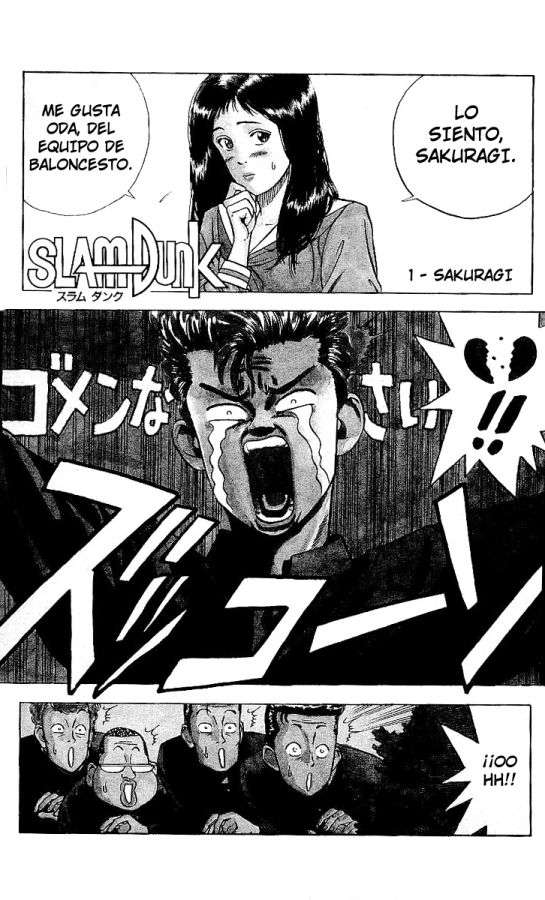 ME GUSTA
ODA, DEL
EQUIPO DE
BALONCESTO.
LO
SIENTO,
SAKURAGI.
SLAM DUNK
スラム ダンク
1 - SAKURAGI
ゴメンなさい
!!
ズッコーン
¡¡OO
HH!!